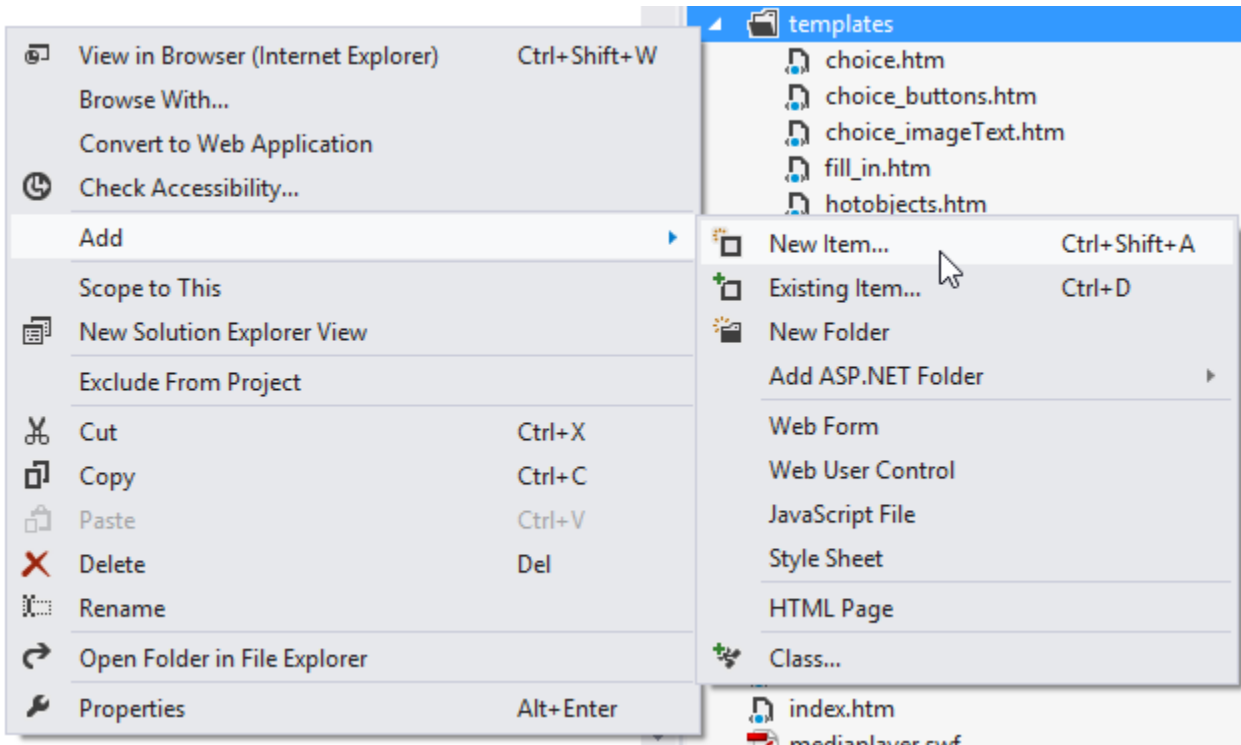 templates
choice.htm
choice_buttons.htm
choice_imageText.htm
fill_in.htm
hotobjects.htm
View in Browser (Internet Explorer) Ctrl+Shift+W
Browse With...
Convert to Web Application
Check Accessibility...
Add
Scope to This
New Solution Explorer View
Exclude From Project
Cut Ctrl+X
Copy Ctrl+C
Paste Ctrl+V
Delete Del
Rename
Open Folder in File Explorer
Properties Alt+Enter
New Item... Ctrl+Shift+A
Existing Item... Ctrl+D
New Folder
Add ASP.NET Folder
Web Form
Web User Control
JavaScript File
Style Sheet
HTML Page
Class...
index.htm
mediaplayer.swf